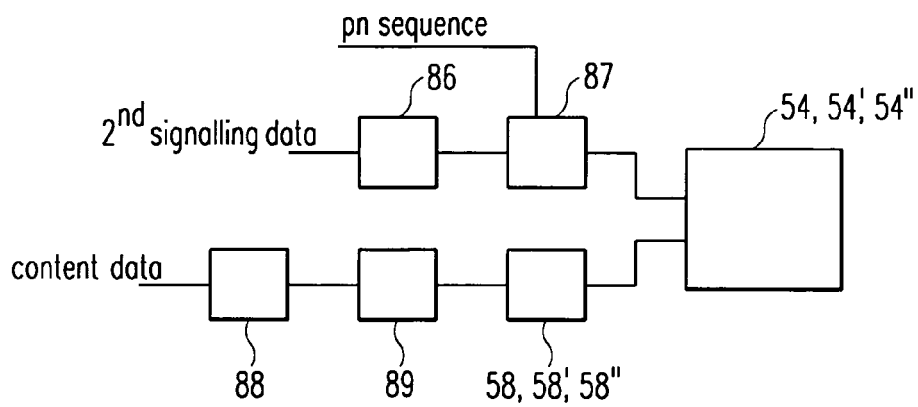 pn sequence
86
87
54, 54', 54"
2nd signalling data
content data
88
89
58, 58', 58"